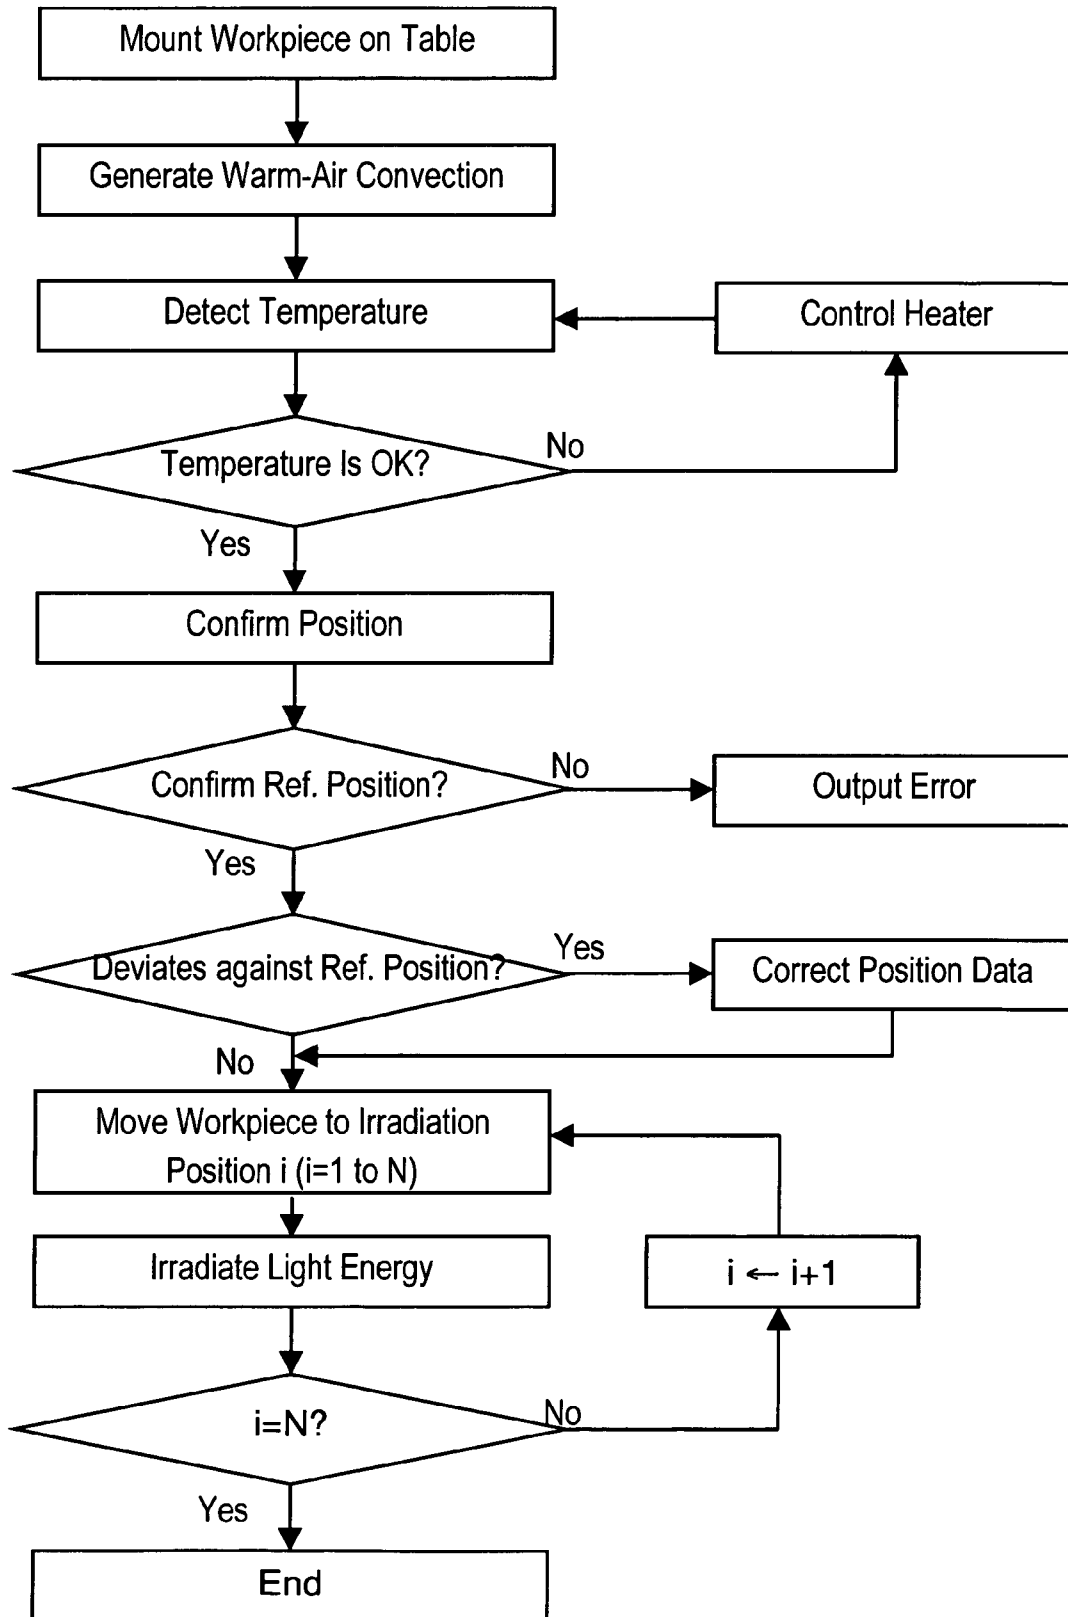 Mount Workpiece on Table
Generate Warm-Air Convection
Detect Temperature
Control Heater
Temperature Is OK?
No
Yes
Confirm Position
Confirm Ref. Position?
No
Output Error
Yes
Deviates against Ref. Position?
Yes
Correct Position Data
No
Move Workpiece to Irradiation
Position i (i=1 to N)
Irradiate Light Energy
i ← i+1
i=N?
No
Yes
End